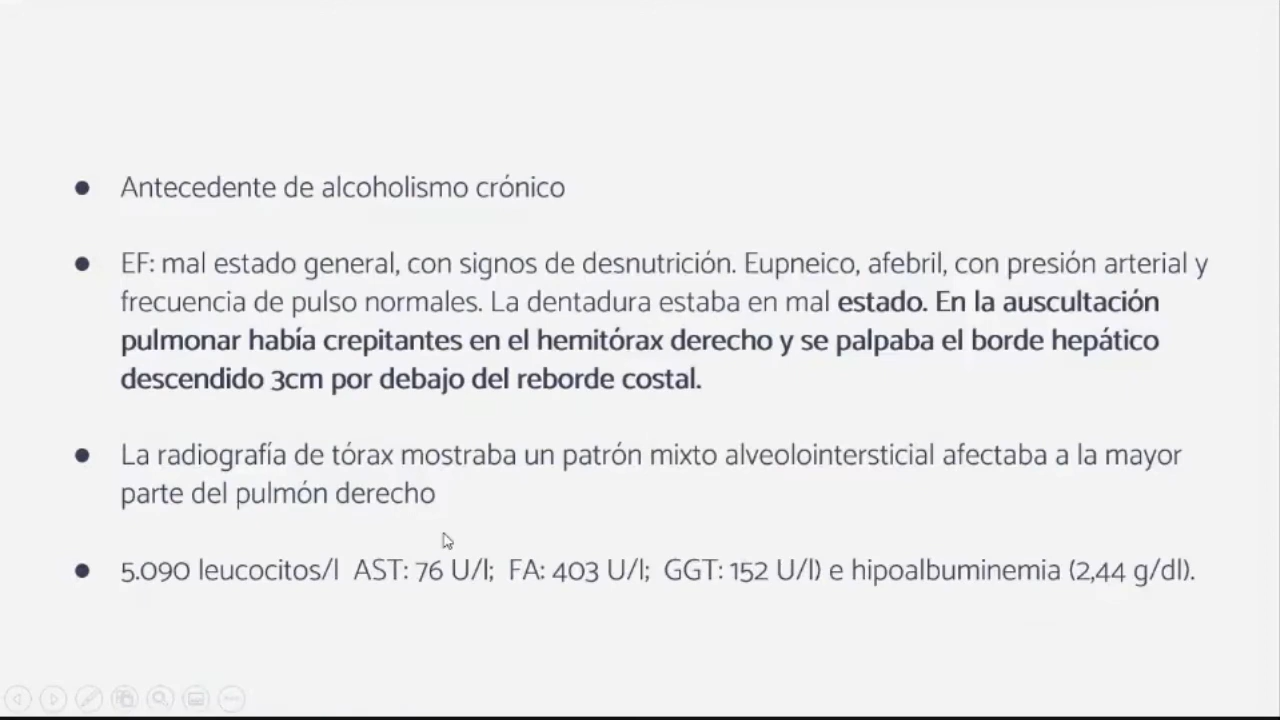 ● Antecedente de alcoholismo crónico
● EF: mal estado general, con signos de desnutrición. Eupneico, afebril, con presión arterial y
frecuencia de pulso normales. La dentadura estaba en mal estado. En la auscultación
pulmonar había crepitantes en el hemitórax derecho y se palpaba el borde hepático
descendido 3cm por debajo del reborde costal.
● La radiografía de tórax mostraba un patrón mixto alveolointersticial afectaba a la mayor
parte del pulmón derecho
● 5.090 leucocitos/l AST: 76 U/l; FA: 403 U/l; GGT: 152 U/l) e hipoalbuminemia (2,44 g/dl).